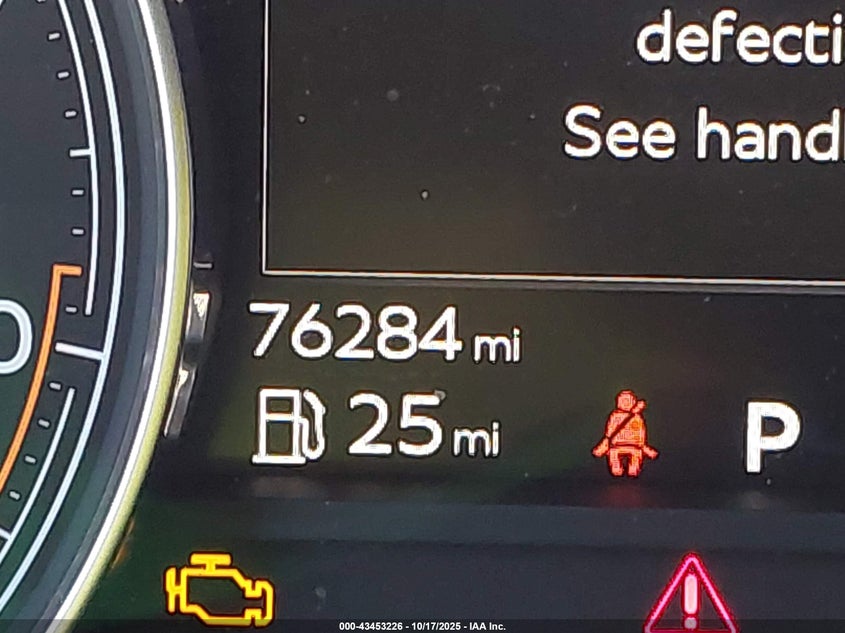 defecti
See hand
76284 mi
25 mi
P
000-43453226 - 10/17/2025 - IAA Inc.